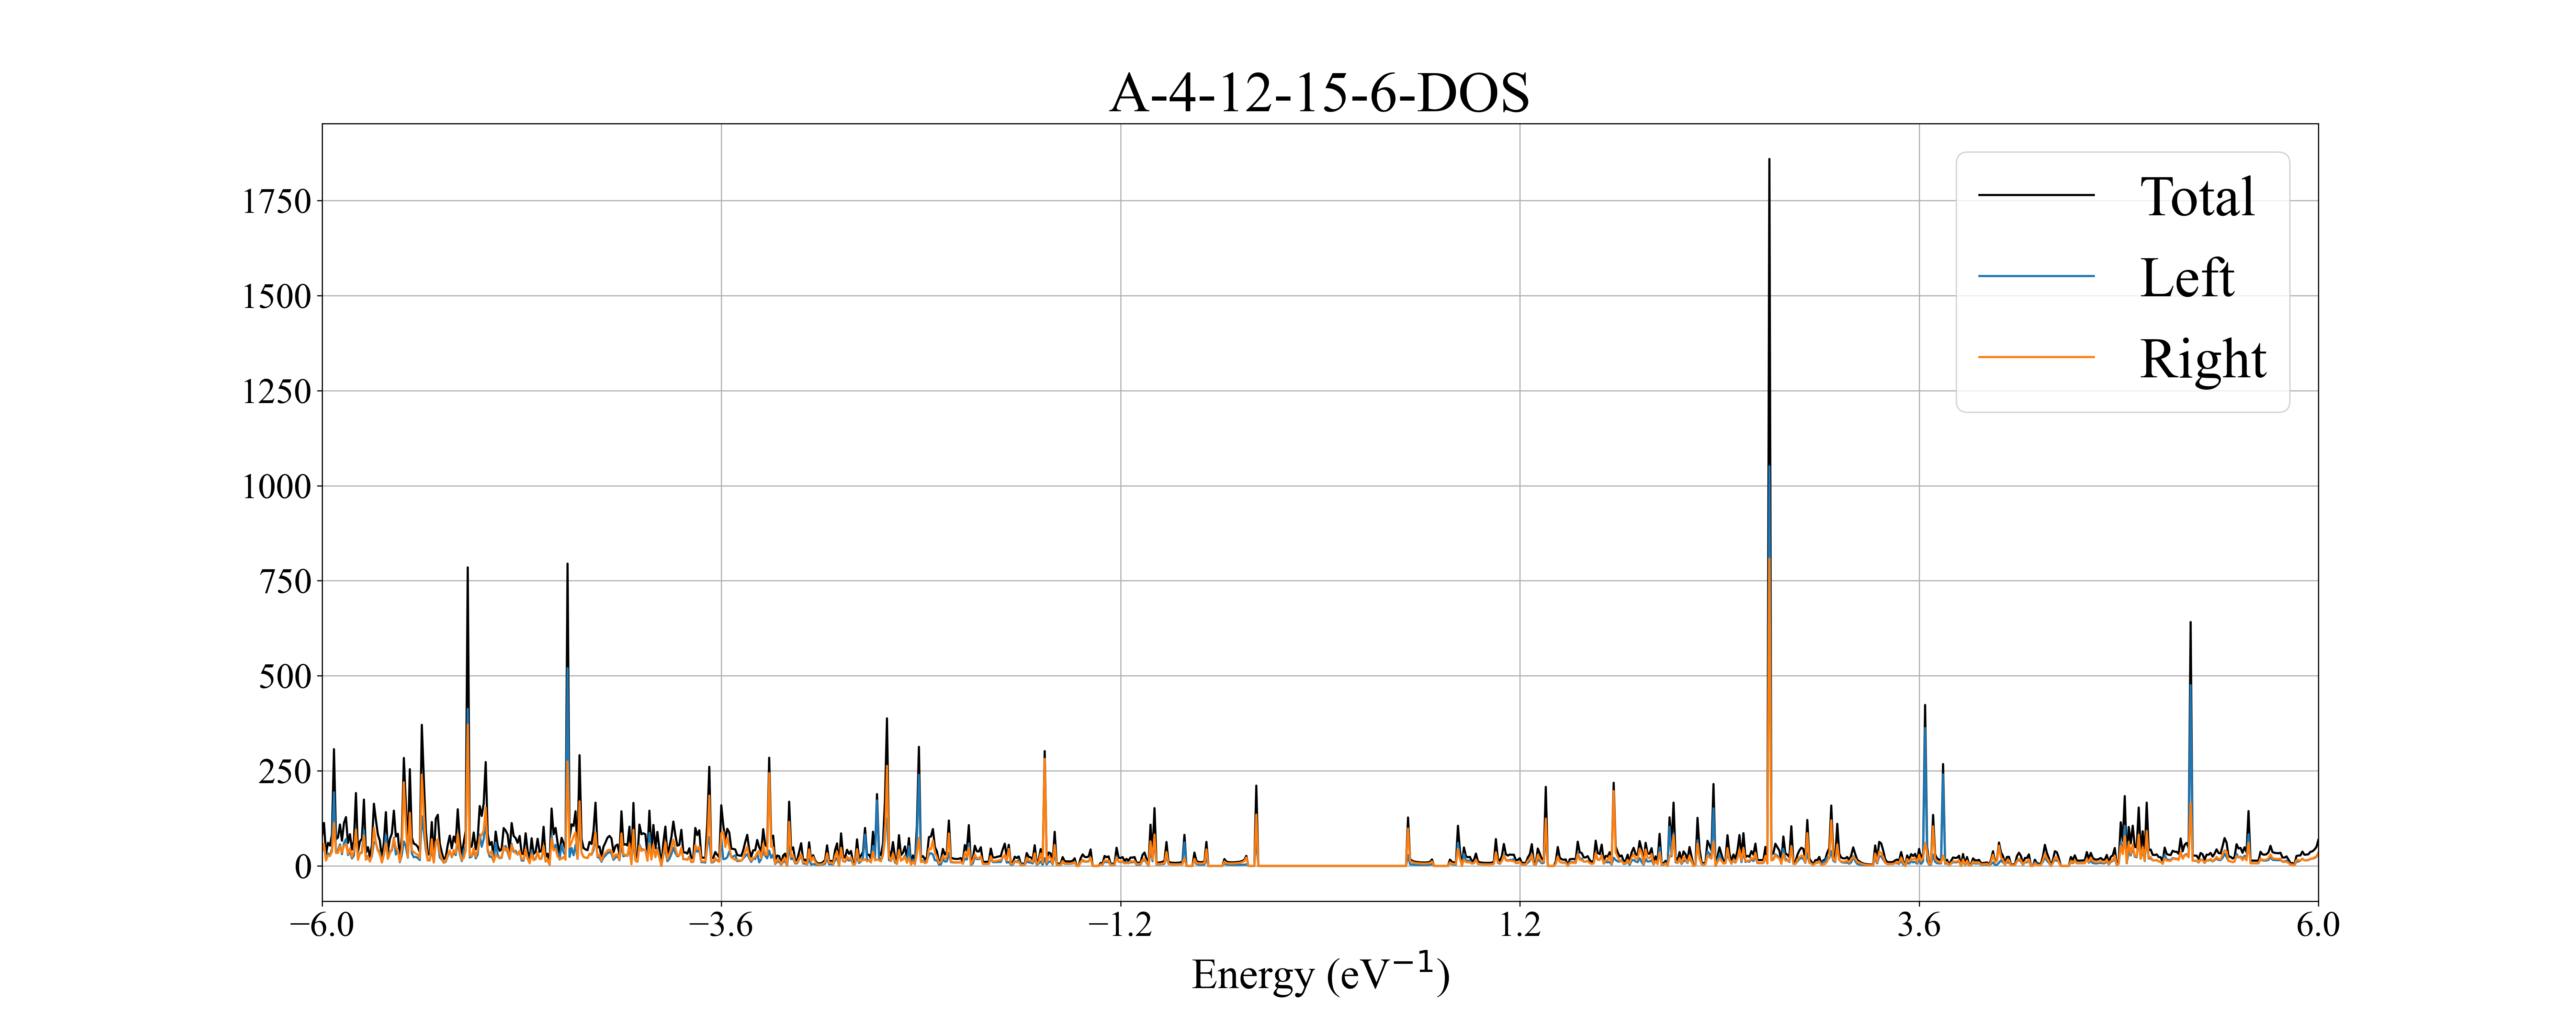 A-4-12-15-6-DOS
1750
1500
1250
1000
750
500
250
0
Total
Left
Right
−6.0 −3.6 −1.2 1.2 3.6 6.0
Energy (eV⁻¹)